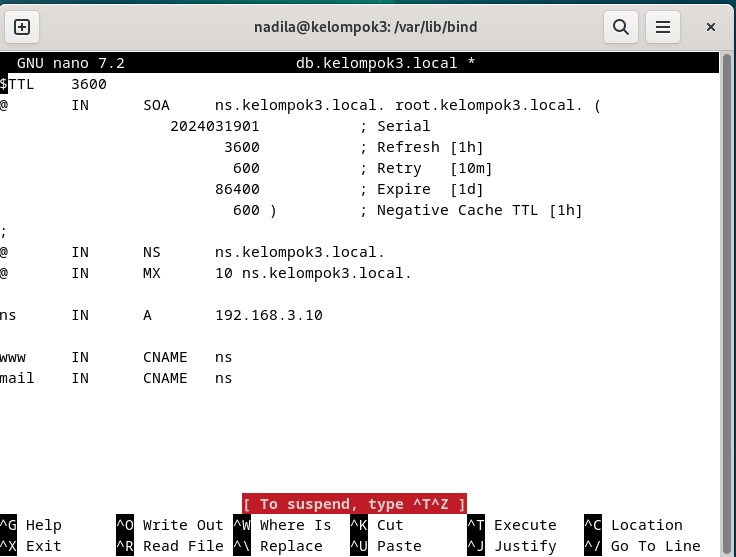 nadila@kelompok3: /var/lib/bind
GNU nano 7.2                   db.kelompok3.local *
$TTL    3600
@       IN      SOA     ns.kelompok3.local. root.kelompok3.local. (
                   2024031901           ; Serial
                         3600           ; Refresh [1h]
                          600           ; Retry   [10m]
                        86400           ; Expire  [1d]
                          600 )         ; Negative Cache TTL [1h]
;
@       IN      NS      ns.kelompok3.local.
@       IN      MX      10 ns.kelompok3.local.
ns      IN      A       192.168.3.10
www     IN      CNAME   ns
mail    IN      CNAME   ns
[ To suspend, type ^T^Z ]
^G Help      ^O Write Out ^W Where Is  ^K Cut       ^T Execute   ^C Location
^X Exit      ^R Read File ^\ Replace   ^U Paste     ^J Justify   ^/ Go To Line